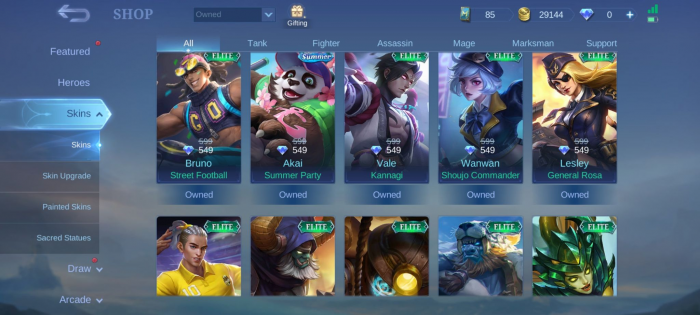 SHOP
Owned
Gifting
85
29144
0
+
Featured
Heroes
Skins
Skins
Skin Upgrade
Painted Skins
Sacred Statues
Draw
Arcade
All
Tank
Fighter
Assassin
Mage
Marksman
Support
ELITE
599
549
Bruno
Street Football
Owned
Summer
599
549
Akai
Summer Party
Owned
ELITE
599
549
Vale
Kannagi
Owned
ELITE
599
549
Wanwan
Shoujo Commander
Owned
ELITE
599
549
Lesley
General Rosa
Owned
ELITE
ELITE
ELITE
ELITE
ELITE